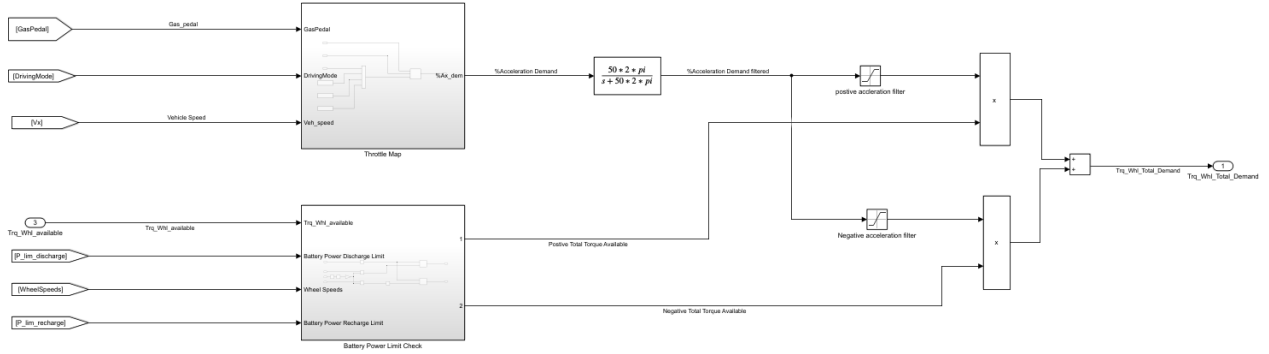 [GasPedal]
Gas_pedal
GasPedal
[DrivingMode]
DrivingMode
%Ax_dem
%Acceleration Demand
50 * 2 * pi
s + 50 * 2 * pi
%Acceleration Demand filtered
postive accleration filter
x
[Vx]
Vehicle Speed
Veh_speed
Throttle Map
+
+
Trq_Whl_Total_Demand
1
Trq_Whl_Total_Demand
3
Trq_Whl_available
Trq_Whl_available
Trq_Whl_available
1
Postive Total Torque Available
Negative acceleration filter
x
[P_lim_discharge]
Battery Power Discharge Limit
[WheelSpeeds]
Wheel Speeds
2
Negative Total Torque Available
[P_lim_recharge]
Battery Power Recharge Limit
Battery Power Limit Check